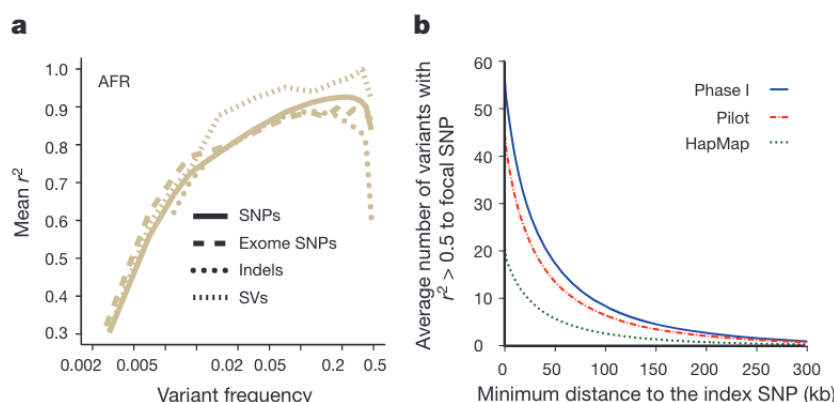 a
AFR
1.0
0.9
0.8
0.7
0.6
0.5
0.4
0.3
Mean r²
SNPs
Exome SNPs
Indels
SVs
0.002
0.005
0.02
0.05
0.2
0.5
Variant frequency
b
60
50
40
30
20
10
0
Average number of variants with
r² > 0.5 to focal SNP
Phase I
Pilot
HapMap
0
50
100
150
200
250
300
Minimum distance to the index SNP (kb)